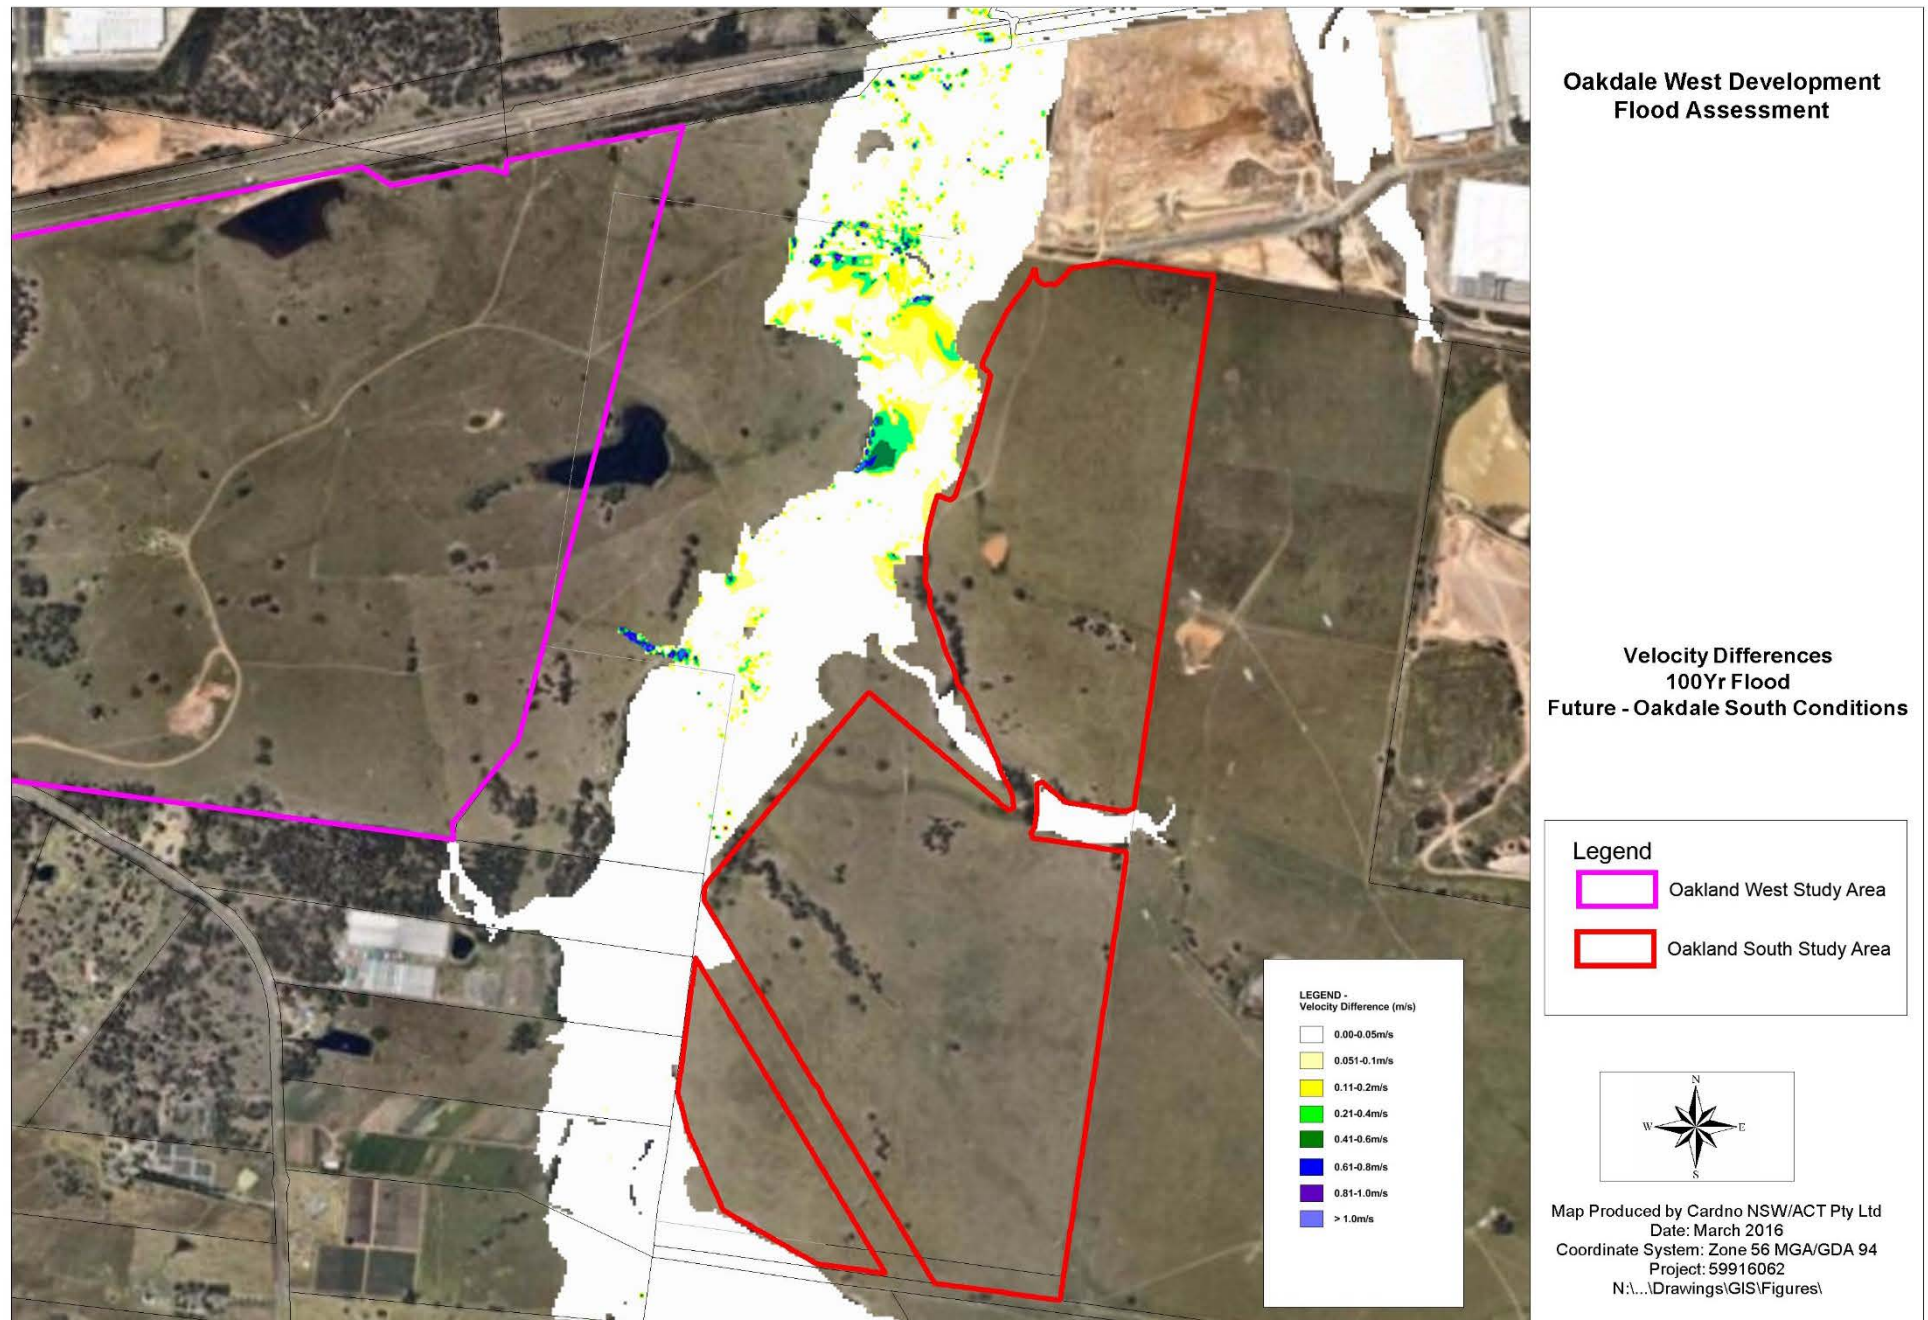 Oakdale West Development
Flood Assessment
Velocity Differences
100Yr Flood
Future - Oakdale South Conditions
Legend
Oakland West Study Area
Oakland South Study Area
LEGEND -
Velocity Difference (m/s)
0.00-0.05m/s
0.051-0.1m/s
0.11-0.2m/s
0.21-0.4m/s
0.41-0.6m/s
0.61-0.8m/s
0.81-1.0m/s
> 1.0m/s
N
W E
S
Map Produced by Cardno NSW/ACT Pty Ltd
Date: March 2016
Coordinate System: Zone 56 MGA/GDA 94
Project: 59916062
N:\...\Drawings\GIS\Figures\